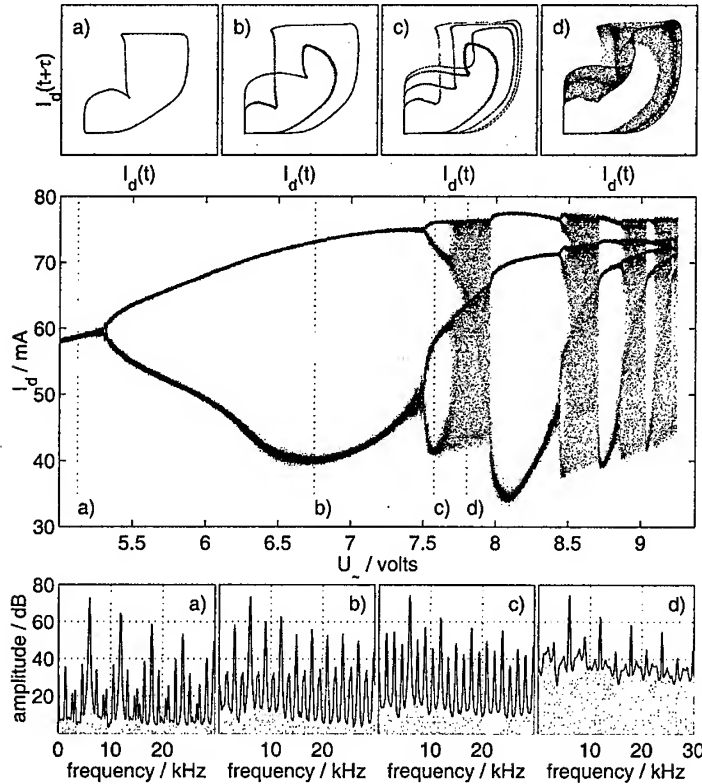 a) b) c) d)
I_d(t+τ)
I_d(t) I_d(t) I_d(t) I_d(t)
80
70
60
50
40
30
I_d / mA
a) b) c) d)
5.5 6 6.5 7 7.5 8 8.5 9
U_~ / volts
80
60
40
20
amplitude / dB
a) b) c) d)
0 10 20 10 20 10 20 10 20 30
frequency / kHz frequency / kHz frequency / kHz frequency / kHz